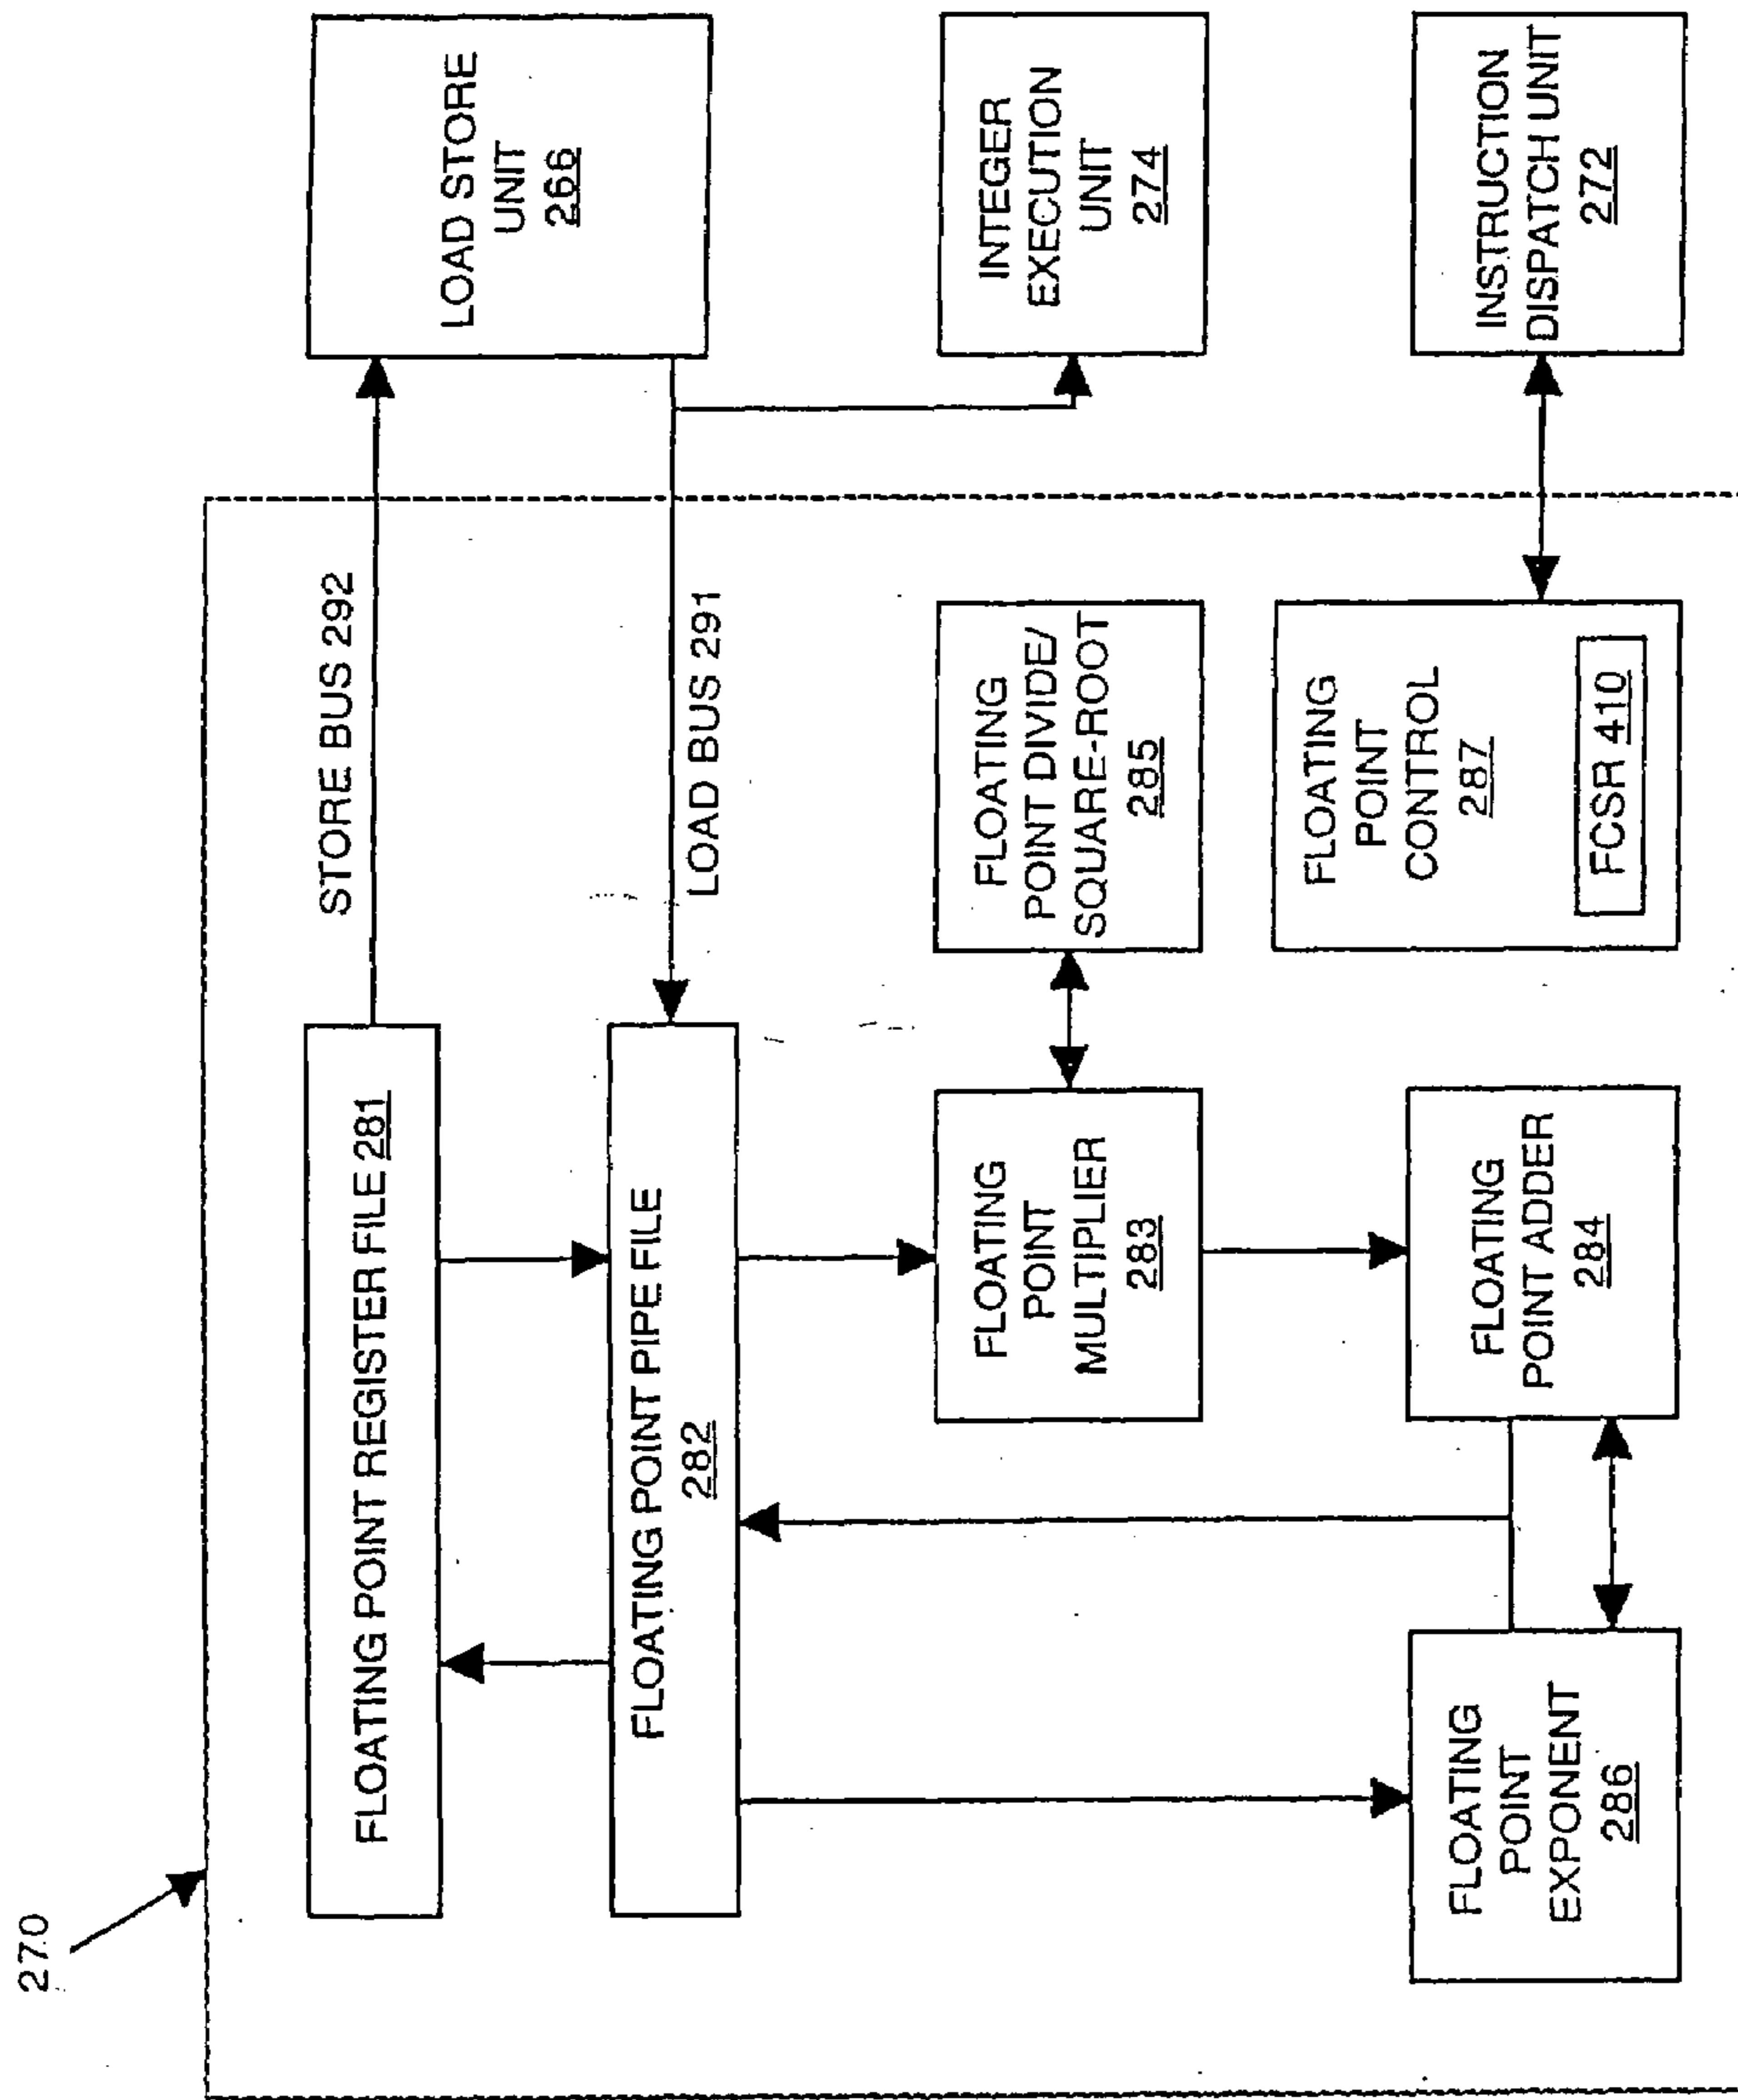 270
STORE BUS 292
LOAD BUS 291
FLOATING POINT REGISTER FILE 281
LOAD STORE
UNIT
266
FLOATING POINT PIPE FILE
282
FLOATING
POINT
MULTIPLIER
283
FLOATING
POINT DIVIDE/
SQUARE-ROOT
285
INTEGER
EXECUTION
UNIT
274
FLOATING
POINT
EXPONENT
286
FLOATING
POINT ADDER
284
FLOATING
POINT
CONTROL
287
FCSR 410
INSTRUCTION
DISPATCH UNIT
272